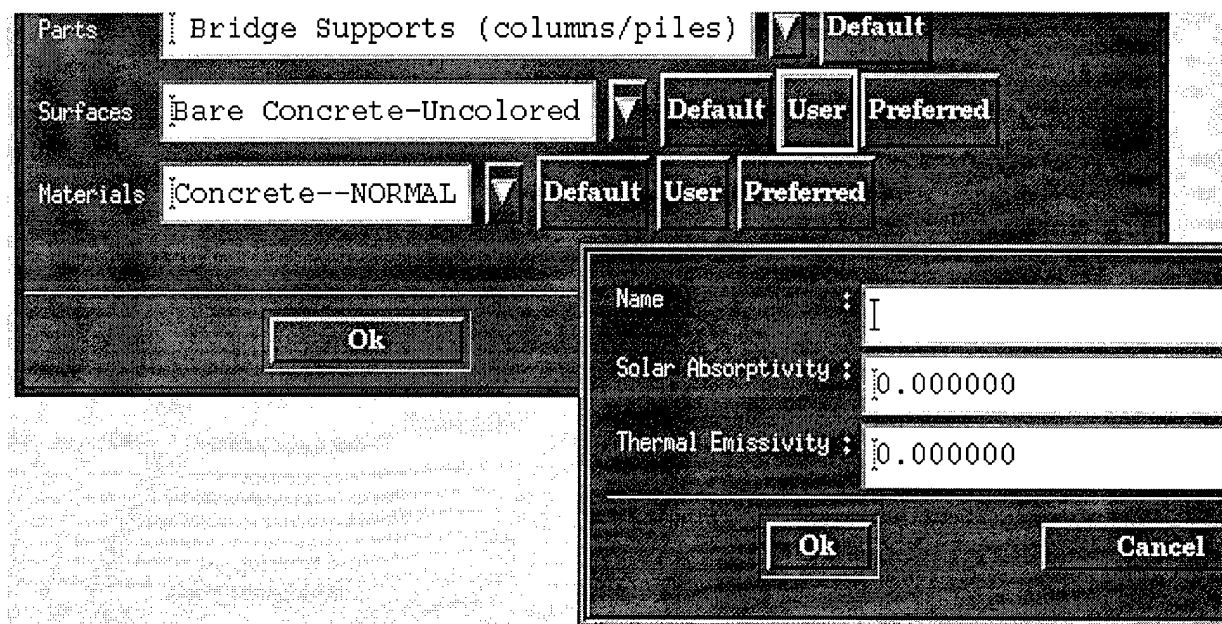 Parts Bridge Supports (columns/piles) Default
Surfaces Bare Concrete-Uncolored Default User Preferred
Materials Concrete--NORMAL Default User Preferred
Ok
Name :
Solar Absorptivity : 0.000000
Thermal Emissivity : 0.000000
Ok Cancel